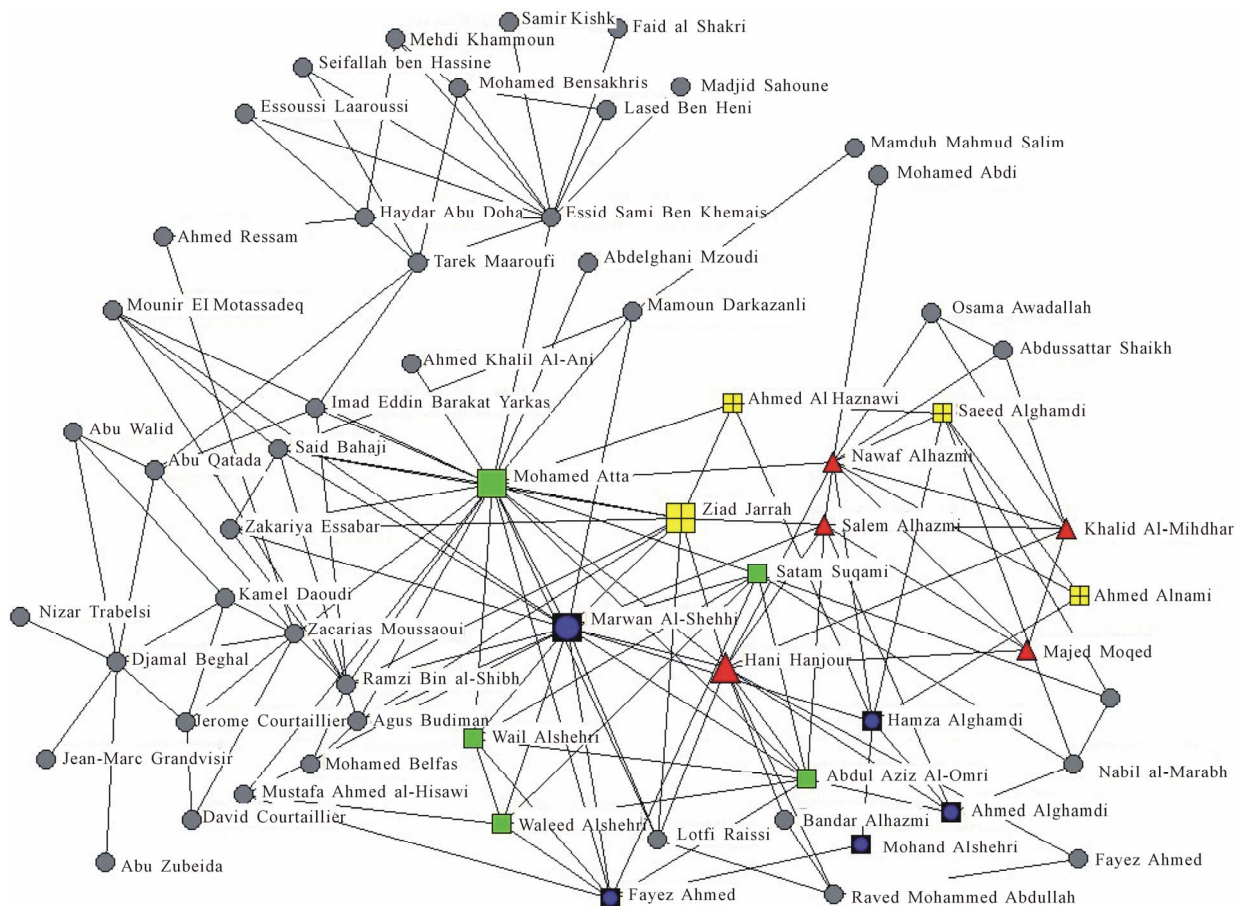 Samir Kishk
Faid al Shakri
Mehdi Khammoun
Seifallah ben Hassine
Mohamed Bensakhris
Madjid Sahoune
Essoussi Laaroussi
Lased Ben Heni
Mamduh Mahmud Salim
Mohamed Abdi
Haydar Abu Doha
Essid Sami Ben Khemais
Ahmed Ressam
Tarek Maaroufi
Abdelghani Mzoudi
Mounir El Motassadeq
Mamoun Darkazanli
Osama Awadallah
Ahmed Khalil Al-Ani
Abdussattar Shaikh
Imad Eddin Barakat Yarkas
Ahmed Al Haznawi
Saeed Alghamdi
Abu Walid
Said Bahaji
Abu Qatada
Mohamed Atta
Nawaf Alhazmi
Ziad Jarrah
Zakariya Essabar
Salem Alhazmi
Khalid Al-Mihdhar
Satam Suqami
Kamel Daoudi
Ahmed Alnami
Nizar Trabelsi
Zacarias Moussaoui
Marwan Al-Shehhi
Djamal Beghal
Hani Hanjour
Majed Moqed
Ramzi Bin al-Shibh
Jerome Courtaillier
Agus Budiman
Hamza Alghamdi
Wail Alshehri
Jean-Marc Grandvisir
Mohamed Belfas
Abdul Aziz Al-Omri
Nabil al-Marabh
Mustafa Ahmed al-Hisawi
Ahmed Alghamdi
David Courtaillier
Waleed Alshehri
Lotfi Raissi
Bandar Alhazmi
Mohand Alshehri
Abu Zubeida
Fayez Ahmed
Fayez Ahmed
Raved Mohammed Abdullah